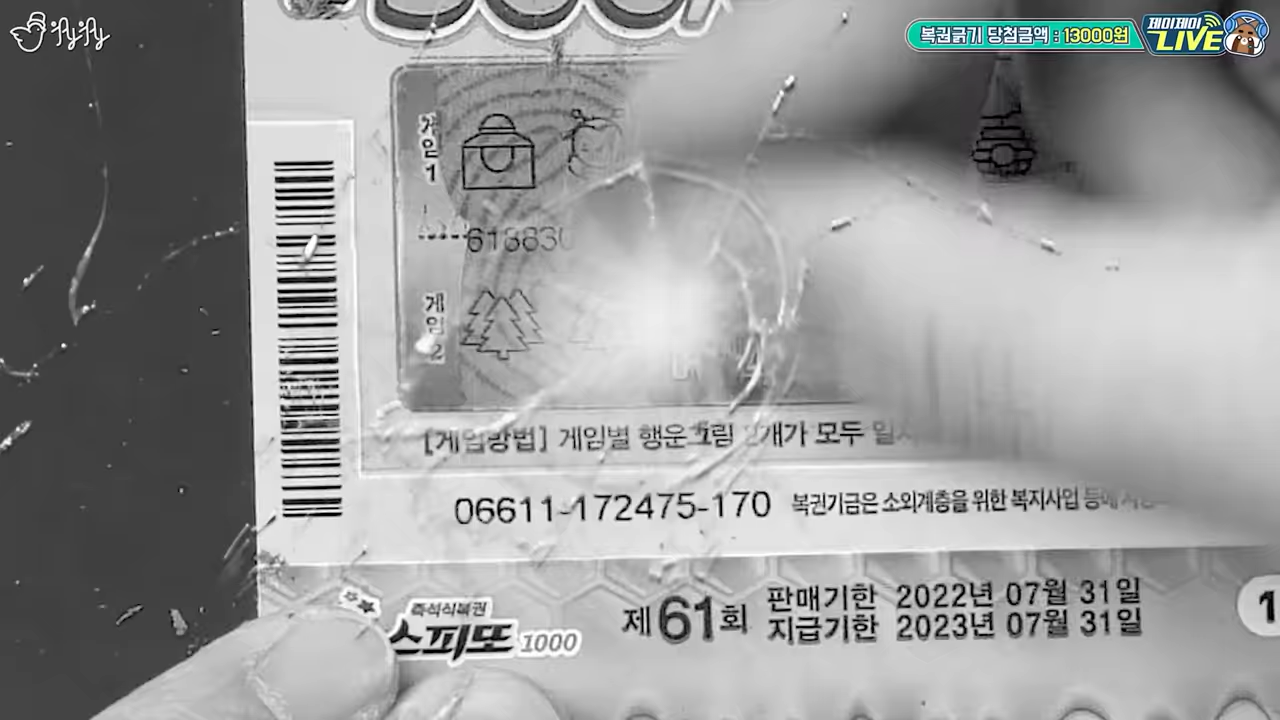 복권긁기 당첨금액 : 13000원
제이제이 LIVE
게임1
게임2
[게임방법] 게임별 행운그림 2개가 모두 일
06611-172475-170
복권기금은 소외계층을 위한 복지사업 등에
즉석식복권
스피또 1000
제61회
판매기한 2022년 07월 31일
지급기한 2023년 07월 31일
1